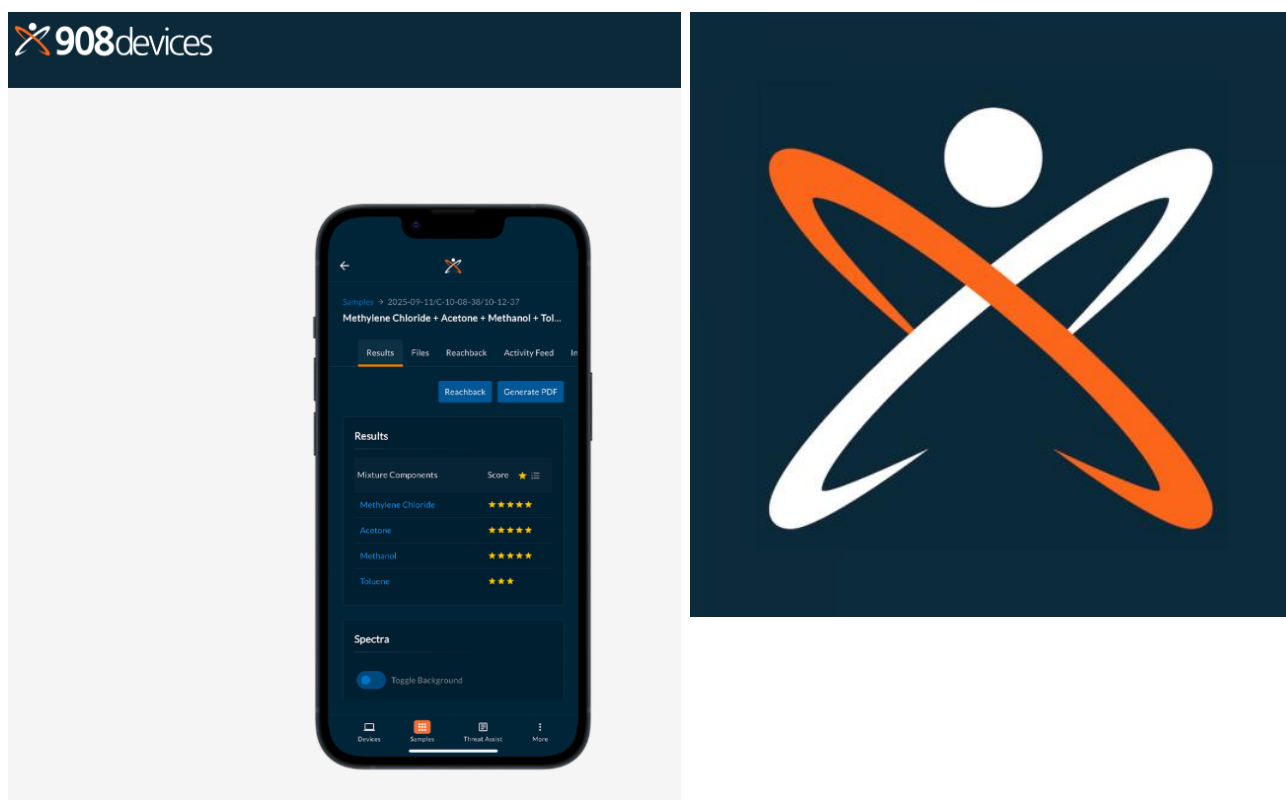 908devices
Samples → 2025-09-11/C-10-08-38/10-12-37
Methylene Chloride + Acetone + Methanol + Tol...
Results Files Reachback Activity Feed In
Reachback Generate PDF
Results
Mixture Components Score
Methylene Chloride
Acetone
Methanol
Toluene
Spectra
Toggle Background
Devices Samples Threat Assist More